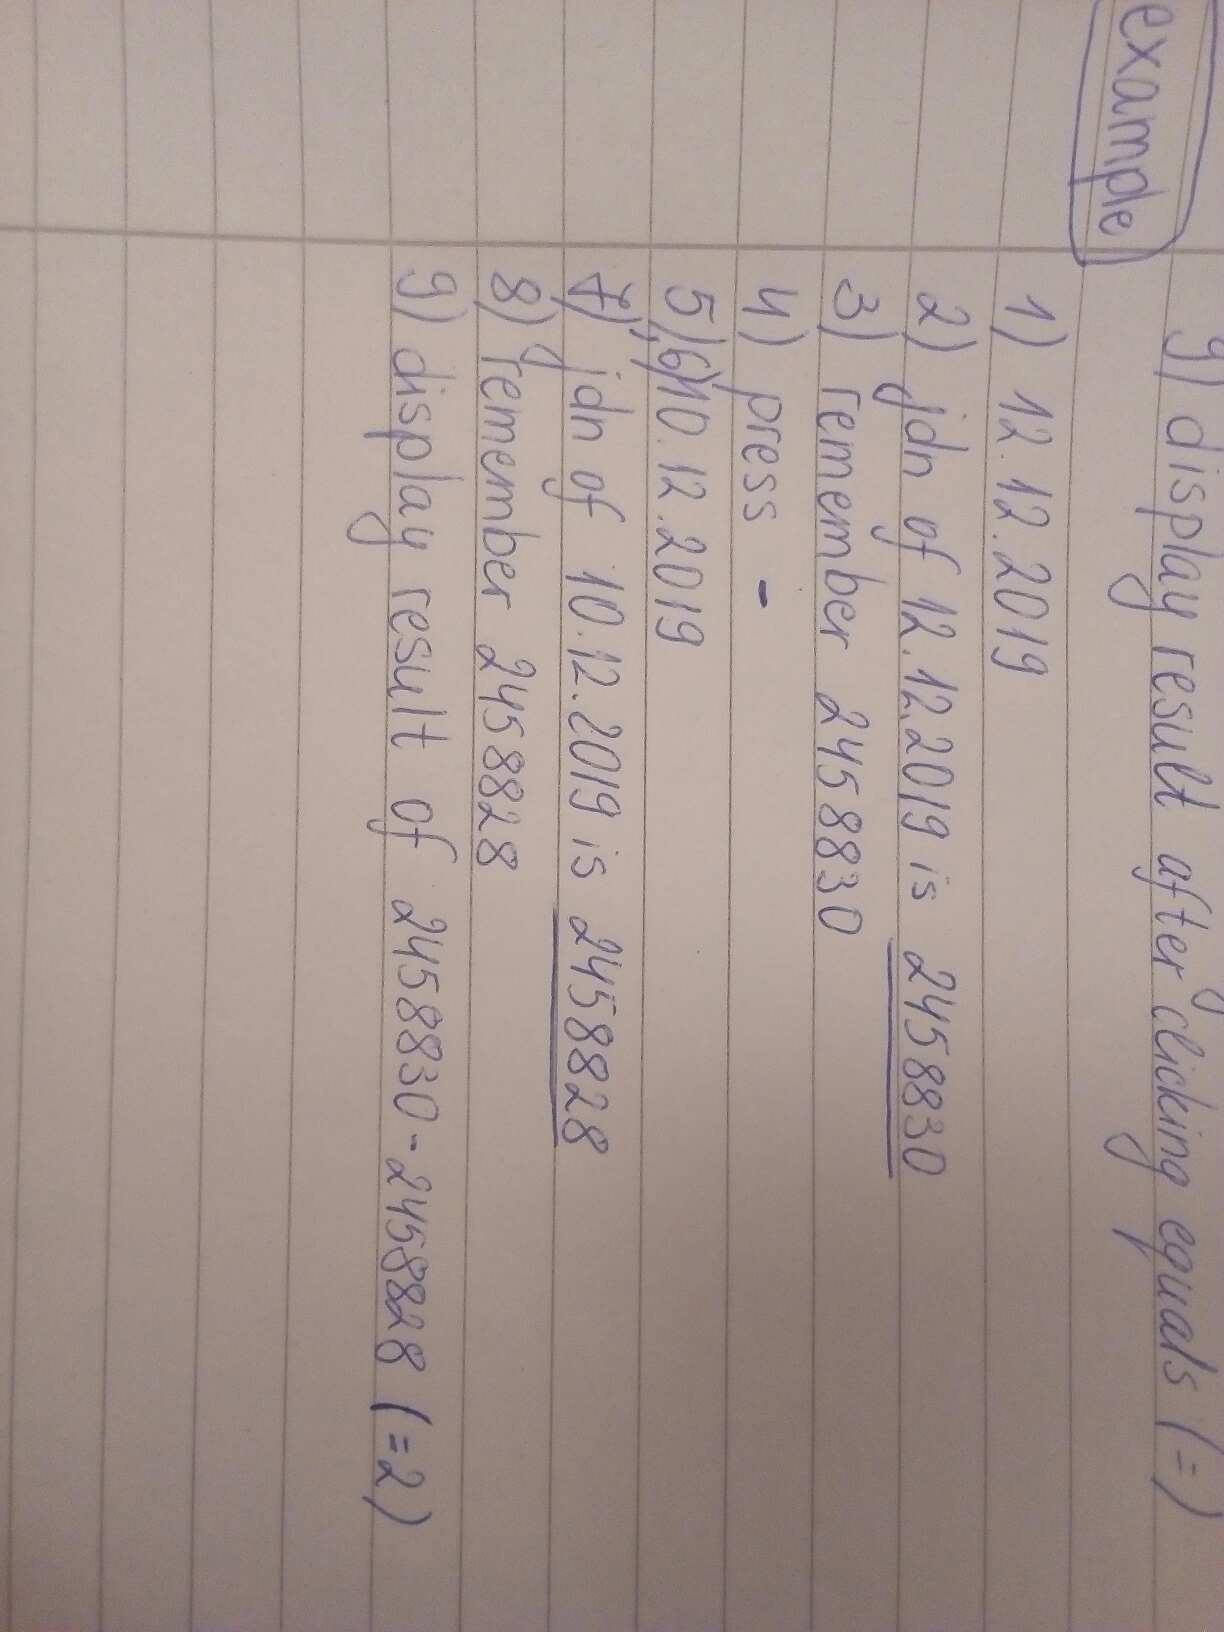 9) display result after clicking equals (=)
example
1) 12.12.2019
2) jdn of 12.12.2019 is 2458830
3) remember 2458830
4) press -
5),6)10.12.2019
7) jdn of 10.12.2019 is 2458828
8) remember 2458828
9) display result of 2458830-2458828 (=2)